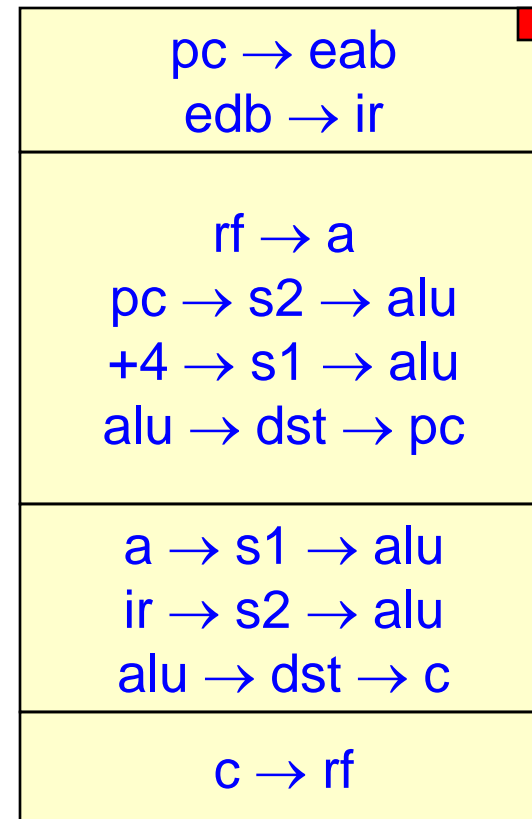 pc → eab
edb → ir
rf → a
pc → s2 → alu
+4 → s1 → alu
alu → dst → pc
a → s1 → alu
ir → s2 → alu
alu → dst → c
c → rf